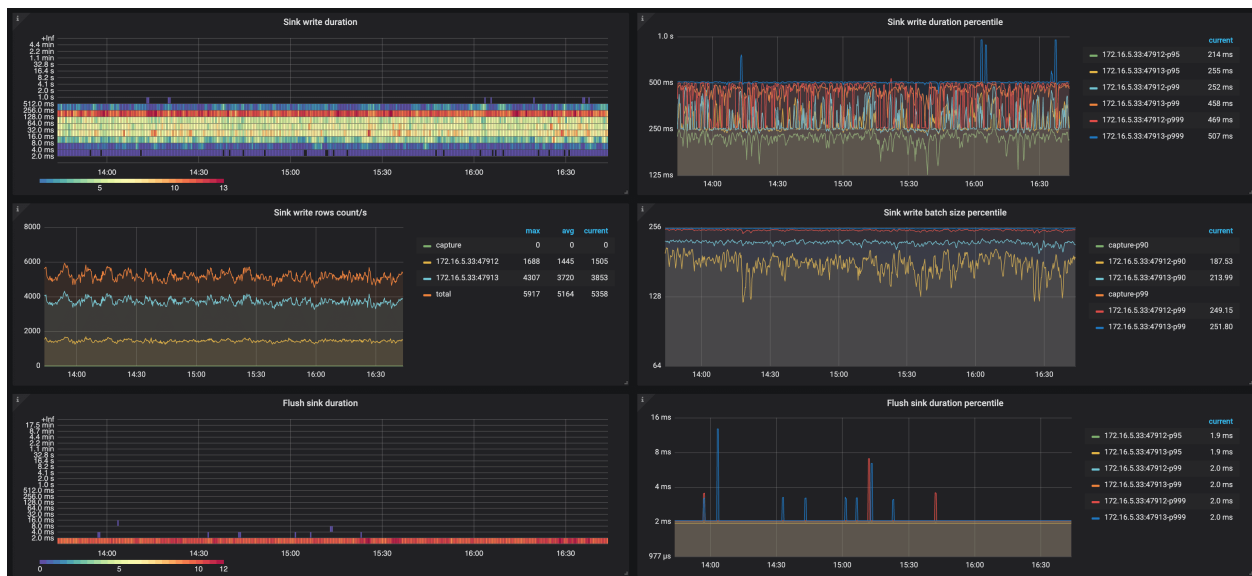 Sink write duration
+Inf
4.4 min
2.2 min
1.1 min
32.8 s
16.4 s
8.2 s
4.1 s
2.0 s
1.0 s
512.0 ms
256.0 ms
128.0 ms
64.0 ms
32.0 ms
16.0 ms
8.0 ms
4.0 ms
2.0 ms
14:00 14:30 15:00 15:30 16:00 16:30
5 10 13
Sink write duration percentile
1.0 s
500 ms
250 ms
125 ms
14:00 14:30 15:00 15:30 16:00 16:30
current
172.16.5.33:47912-p95 214 ms
172.16.5.33:47913-p95 255 ms
172.16.5.33:47912-p99 252 ms
172.16.5.33:47913-p99 458 ms
172.16.5.33:47912-p999 469 ms
172.16.5.33:47913-p999 507 ms
Sink write rows count/s
8000
6000
4000
2000
0
14:00 14:30 15:00 15:30 16:00 16:30
max avg current
capture 0 0 0
172.16.5.33:47912 1688 1445 1505
172.16.5.33:47913 4307 3720 3853
total 5917 5164 5358
Sink write batch size percentile
256
128
64
14:00 14:30 15:00 15:30 16:00 16:30
current
capture-p90
172.16.5.33:47912-p90 187.53
172.16.5.33:47913-p90 213.99
capture-p99
172.16.5.33:47912-p99 249.15
172.16.5.33:47913-p99 251.80
Flush sink duration
+Inf
17.5 min
8.7 min
4.4 min
2.2 min
1.1 min
32.8 s
16.4 s
8.2 s
4.1 s
2.0 s
1.0 s
512.0 ms
256.0 ms
128.0 ms
64.0 ms
32.0 ms
16.0 ms
8.0 ms
4.0 ms
2.0 ms
14:00 14:30 15:00 15:30 16:00 16:30
0 5 10 12
Flush sink duration percentile
16 ms
8 ms
4 ms
2 ms
977 µs
14:00 14:30 15:00 15:30 16:00 16:30
current
172.16.5.33:47912-p95 1.9 ms
172.16.5.33:47913-p95 1.9 ms
172.16.5.33:47912-p99 2.0 ms
172.16.5.33:47913-p99 2.0 ms
172.16.5.33:47912-p999 2.0 ms
172.16.5.33:47913-p999 2.0 ms